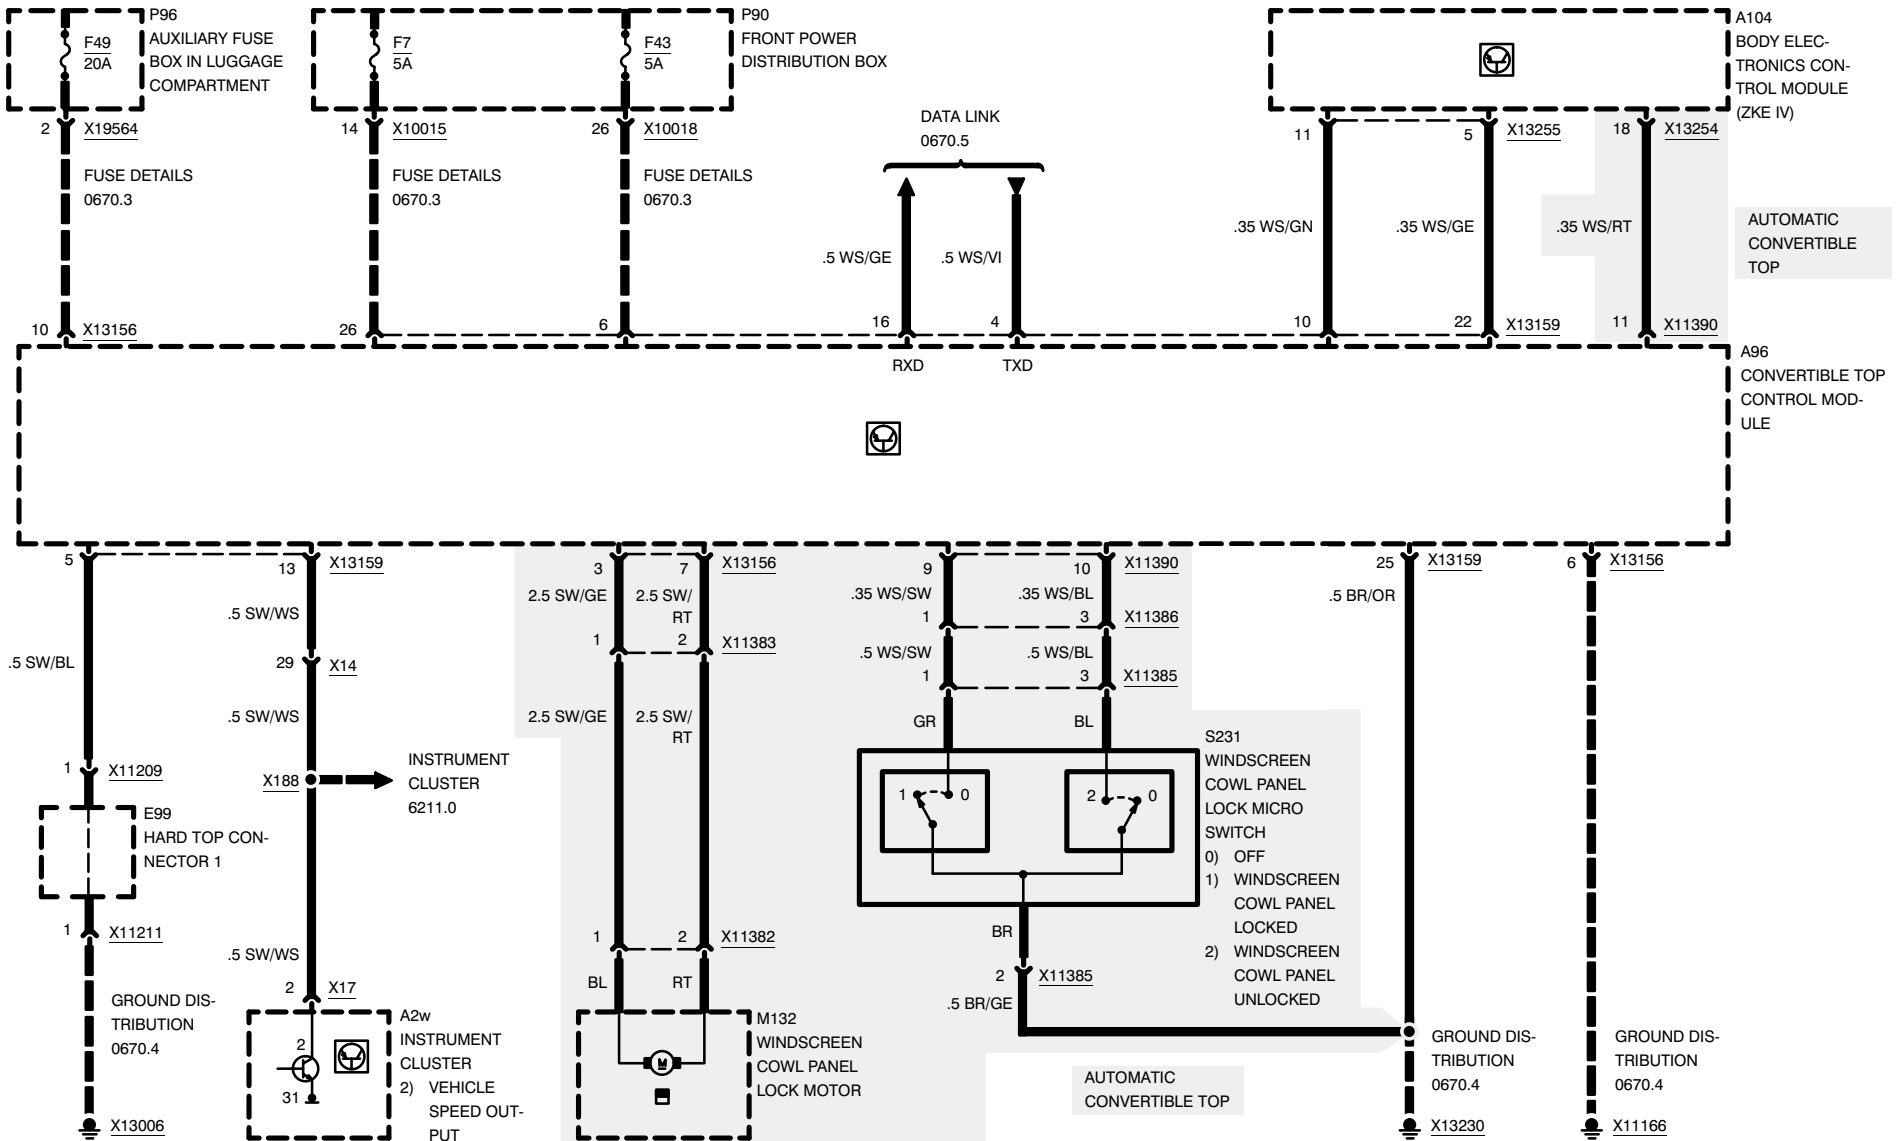 P96
AUXILIARY FUSE
BOX IN LUGGAGE
COMPARTMENT
F49
20A
2
X19564
FUSE DETAILS
0670.3
10
X13156
P90
FRONT POWER
DISTRIBUTION BOX
F7
5A
F43
5A
14
X10015
26
X10018
FUSE DETAILS
0670.3
FUSE DETAILS
0670.3
26
6
DATA LINK
0670.5
.5 WS/GE
.5 WS/VI
16
4
RXD
TXD
A104
BODY ELEC-
TRONICS CON-
TROL MODULE
(ZKE IV)
11
5
X13255
18
X13254
.35 WS/GN
.35 WS/GE
.35 WS/RT
AUTOMATIC
CONVERTIBLE
TOP
10
22
X13159
11
X11390
A96
CONVERTIBLE TOP
CONTROL MOD-
ULE
5
13
X13159
.5 SW/WS
.5 SW/BL
29
X14
.5 SW/WS
1
X11209
X188
INSTRUMENT
CLUSTER
6211.0
E99
HARD TOP CON-
NECTOR 1
1
X11211
GROUND DIS-
TRIBUTION
0670.4
X13006
.5 SW/WS
2
X17
A2w
INSTRUMENT
CLUSTER
2) VEHICLE
SPEED OUT-
PUT
2
31
3
7
X13156
2.5 SW/GE
2.5 SW/
RT
1
2
X11383
2.5 SW/GE
2.5 SW/
RT
1
2
X11382
BL
RT
M132
WINDSCREEN
COWL PANEL
LOCK MOTOR
M
9
10
X11390
.35 WS/SW
.35 WS/BL
1
3
X11386
.5 WS/SW
.5 WS/BL
1
3
X11385
GR
BL
1
0
2
0
S231
WINDSCREEN
COWL PANEL
LOCK MICRO
SWITCH
0) OFF
1) WINDSCREEN
COWL PANEL
LOCKED
2) WINDSCREEN
COWL PANEL
UNLOCKED
BR
2
X11385
.5 BR/GE
AUTOMATIC
CONVERTIBLE TOP
25
X13159
.5 BR/OR
GROUND DIS-
TRIBUTION
0670.4
X13230
6
X13156
GROUND DIS-
TRIBUTION
0670.4
X11166